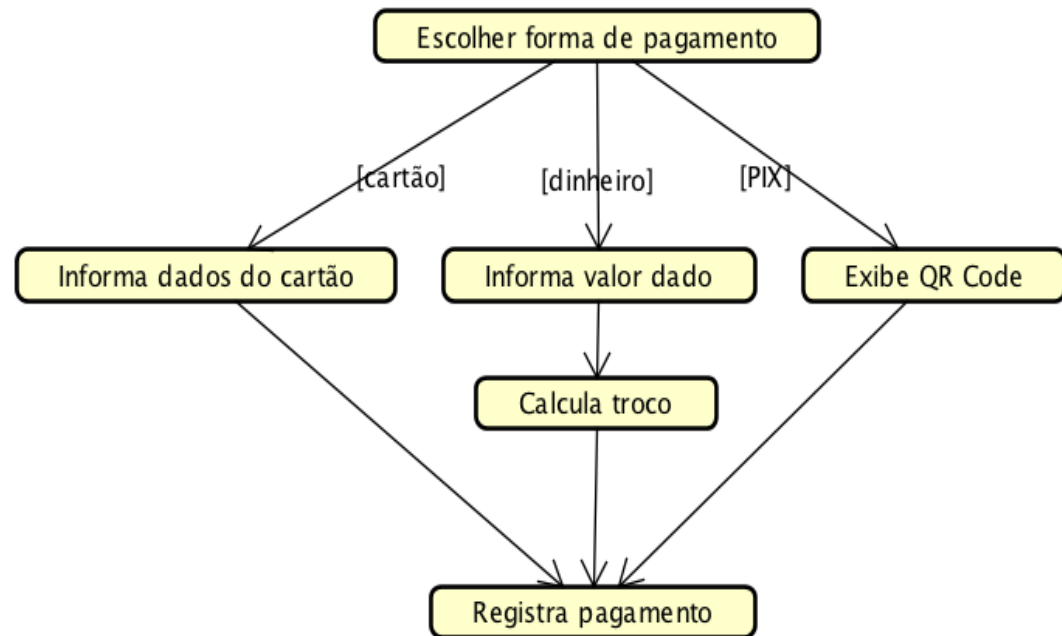 Escolher forma de pagamento
[cartão]
[dinheiro]
[PIX]
Informa dados do cartão
Informa valor dado
Exibe QR Code
Calcula troco
Registra pagamento